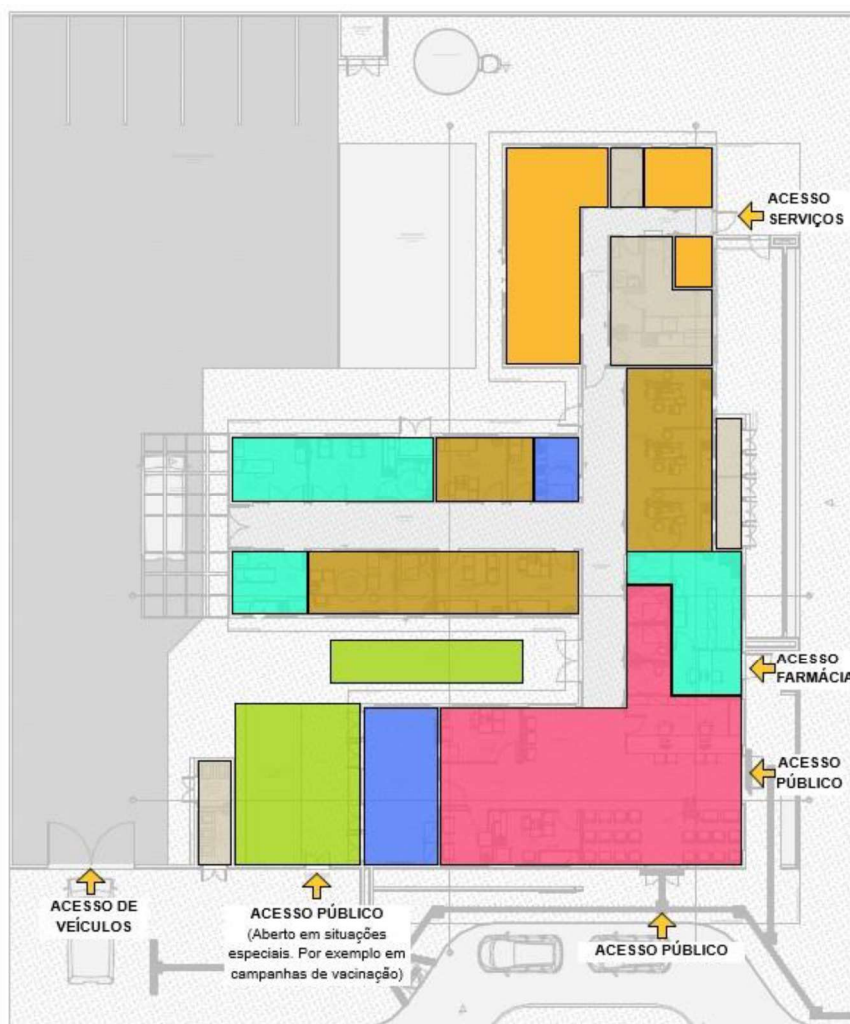 ACESSO
SERVIÇOS
ACESSO
FARMÁCIA
ACESSO
PÚBLICO
ACESSO DE
VEÍCULOS
ACESSO PÚBLICO
(Aberto em situações
especiais. Por exemplo em
campanhas de vacinação)
ACESSO PÚBLICO